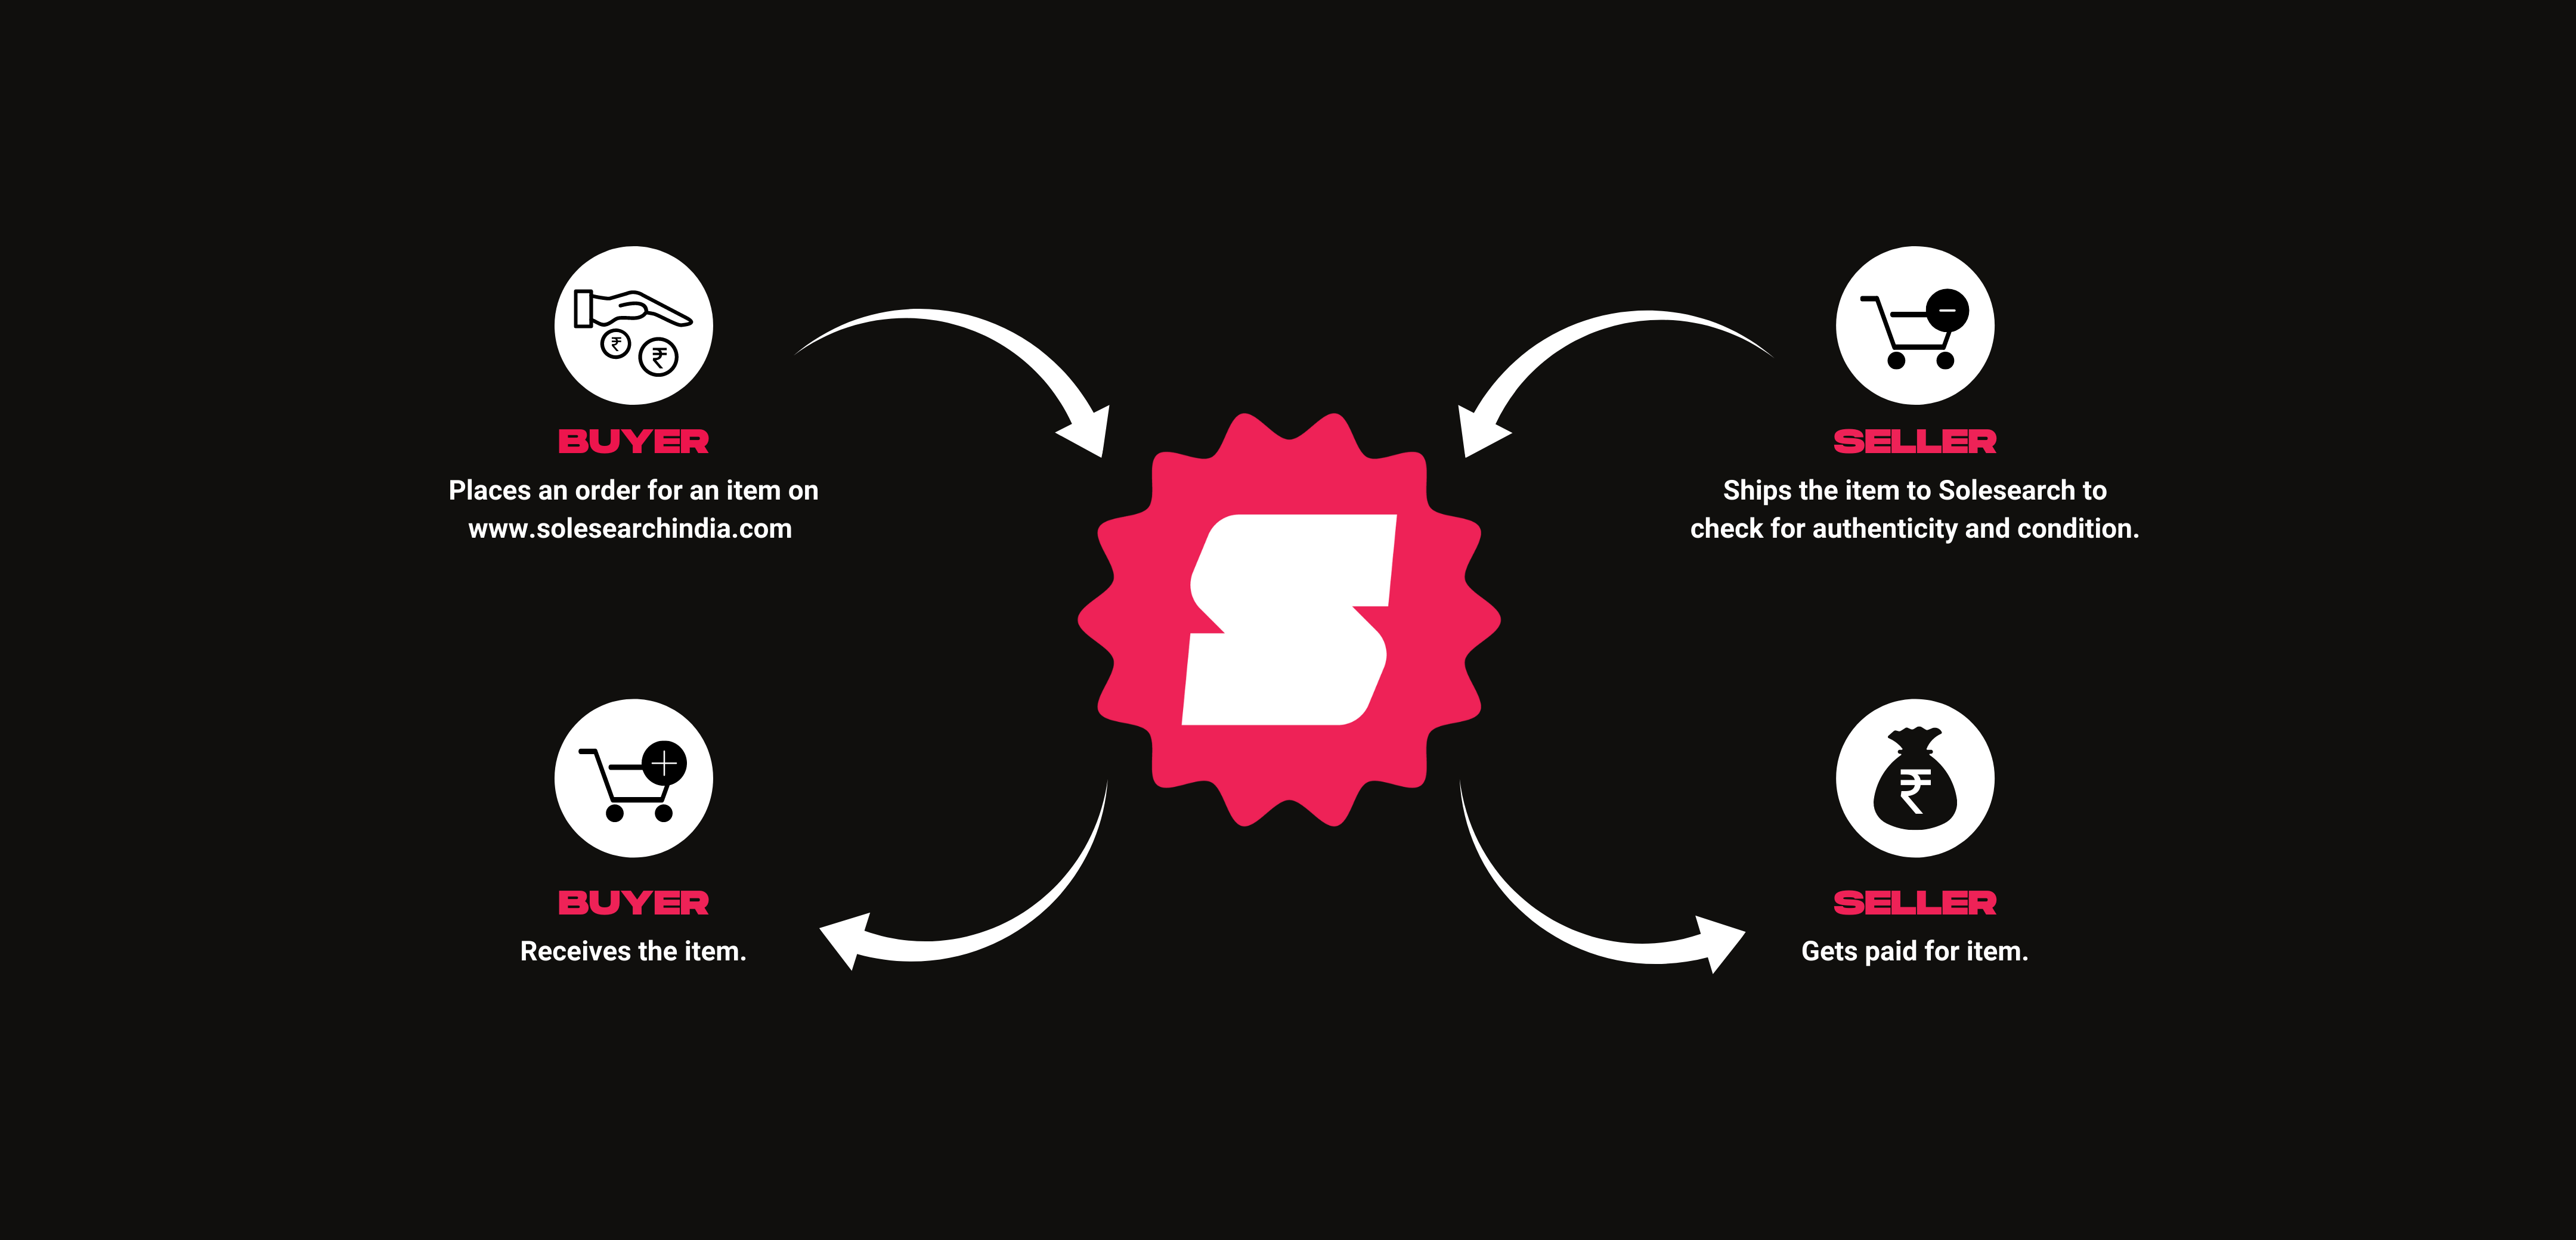 BUYER
Places an order for an item on
www.solesearchindia.com
SELLER
Ships the item to Solesearch to
check for authenticity and condition.
S
BUYER
Receives the item.
SELLER
Gets paid for item.
₹
₹
₹